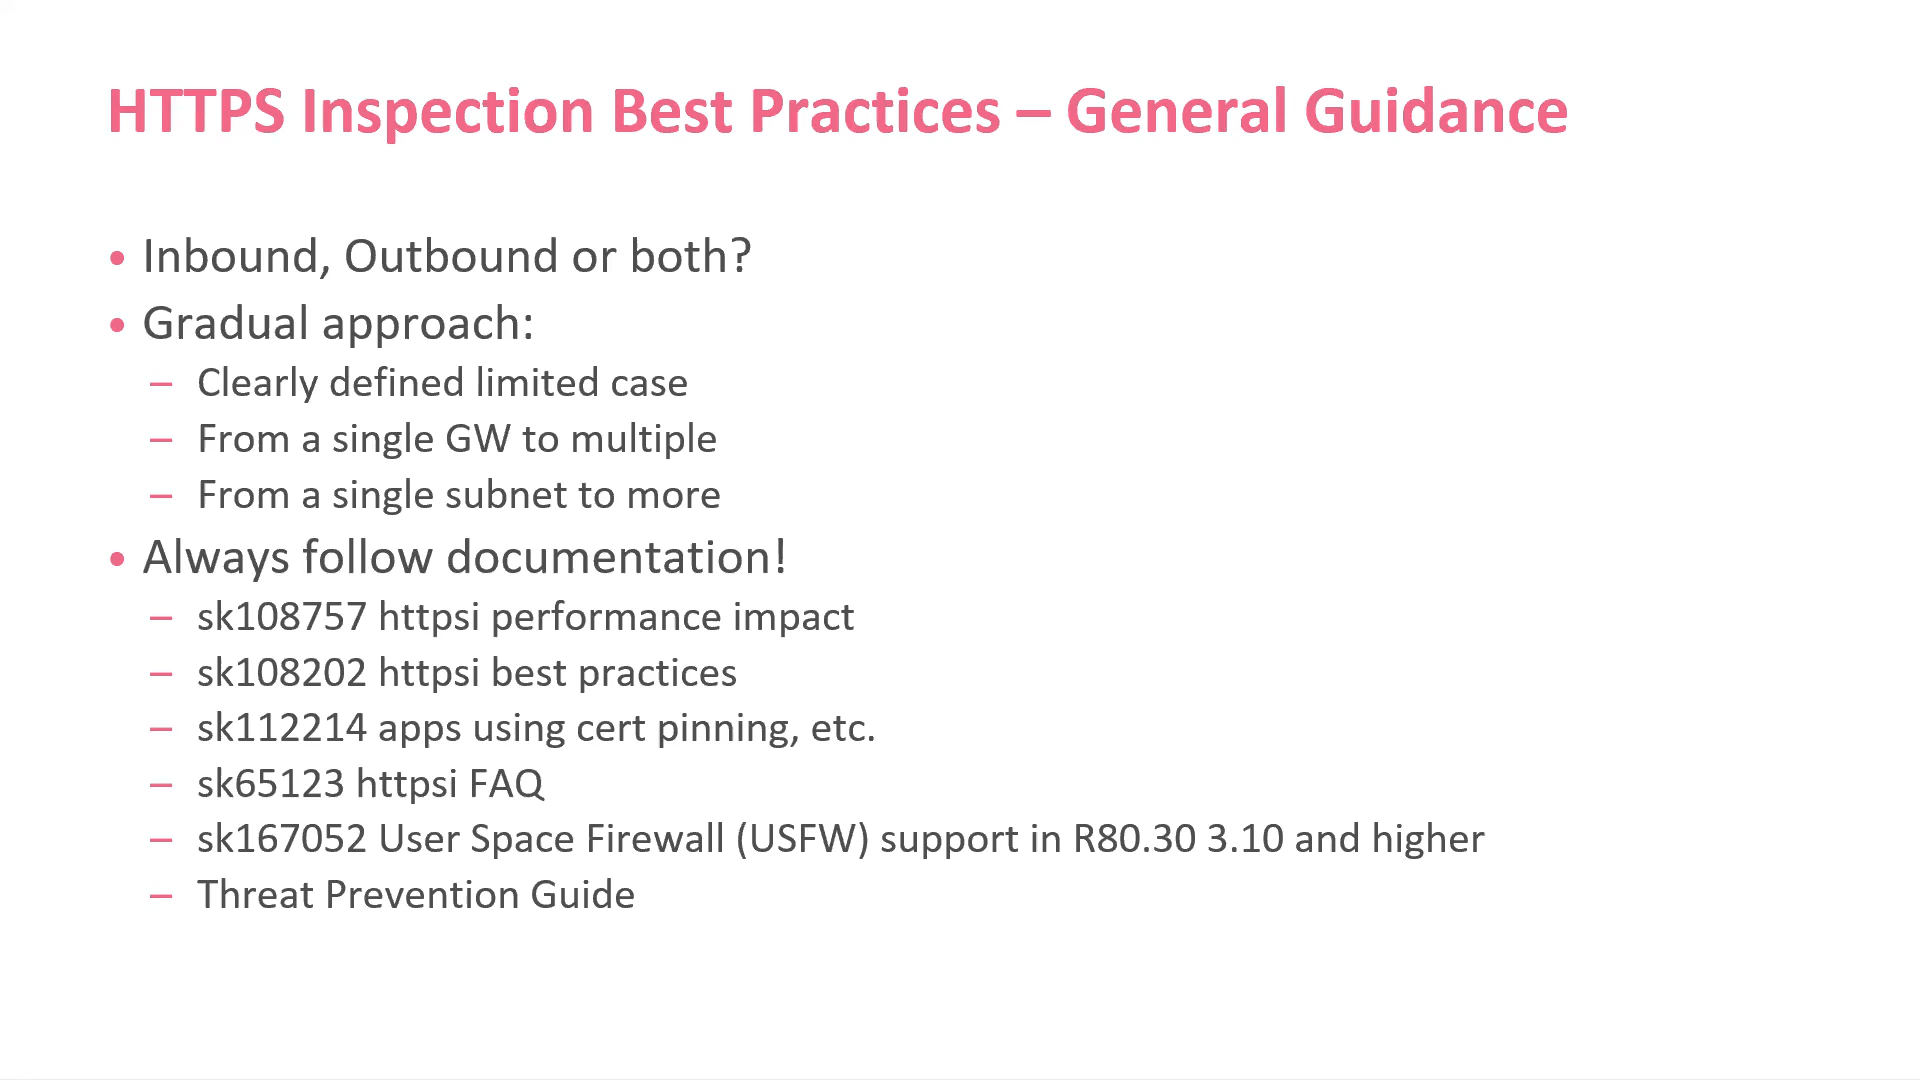 HTTPS Inspection Best Practices – General Guidance
• Inbound, Outbound or both?
• Gradual approach:
– Clearly defined limited case
– From a single GW to multiple
– From a single subnet to more
• Always follow documentation!
– sk108757 httpsi performance impact
– sk108202 httpsi best practices
– sk112214 apps using cert pinning, etc.
– sk65123 httpsi FAQ
– sk167052 User Space Firewall (USFW) support in R80.30 3.10 and higher
– Threat Prevention Guide